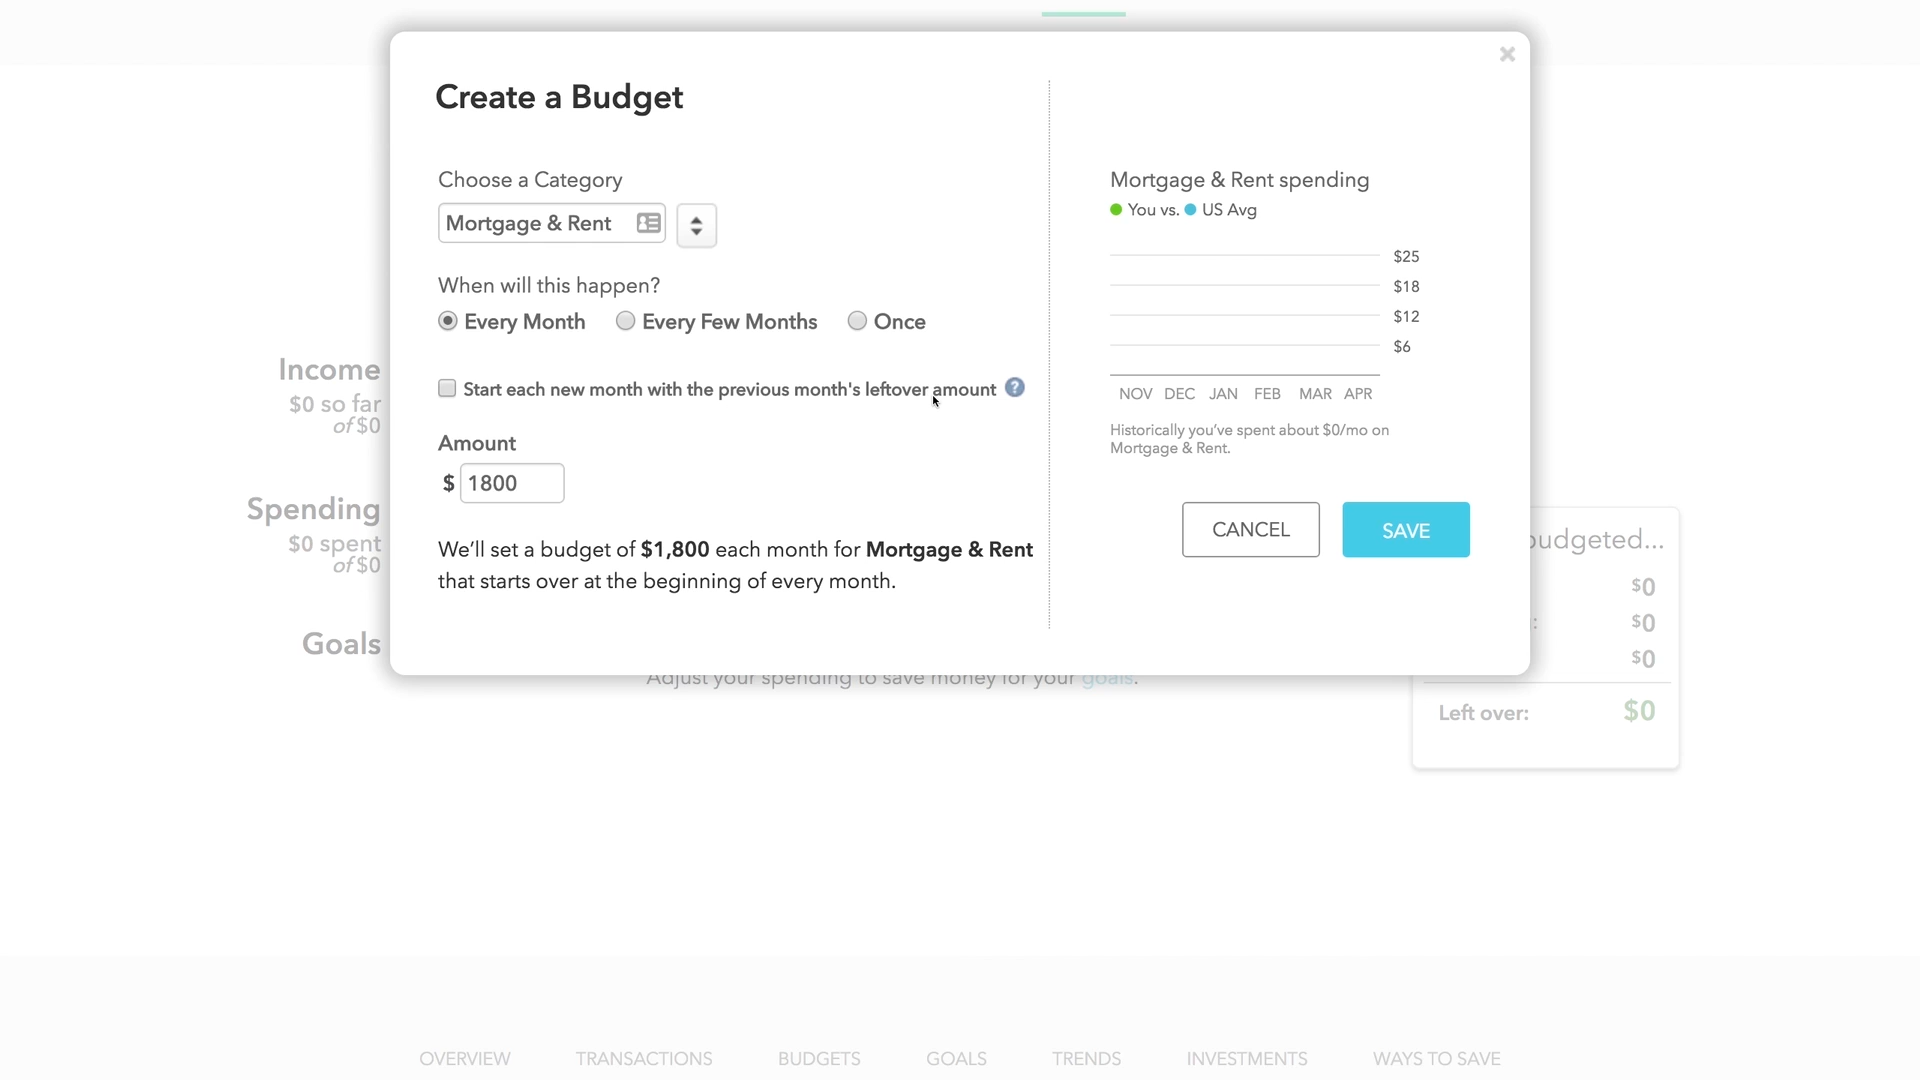 Create a Budget
Choose a Category
Mortgage & Rent
When will this happen?
Every Month Every Few Months Once
Start each new month with the previous month's leftover amount ?
Amount
$ 1800
We'll set a budget of $1,800 each month for Mortgage & Rent
that starts over at the beginning of every month.
Mortgage & Rent spending
You vs. US Avg
$25
$18
$12
$6
NOV DEC JAN FEB MAR APR
Historically you've spent about $0/mo on
Mortgage & Rent.
CANCEL SAVE
Income
$0 so far
of $0
Spending
$0 spent
of $0
Goals
Adjust your spending to save money for your goals.
budgeted...
$0
: $0
$0
Left over: $0
OVERVIEW TRANSACTIONS BUDGETS GOALS TRENDS INVESTMENTS WAYS TO SAVE